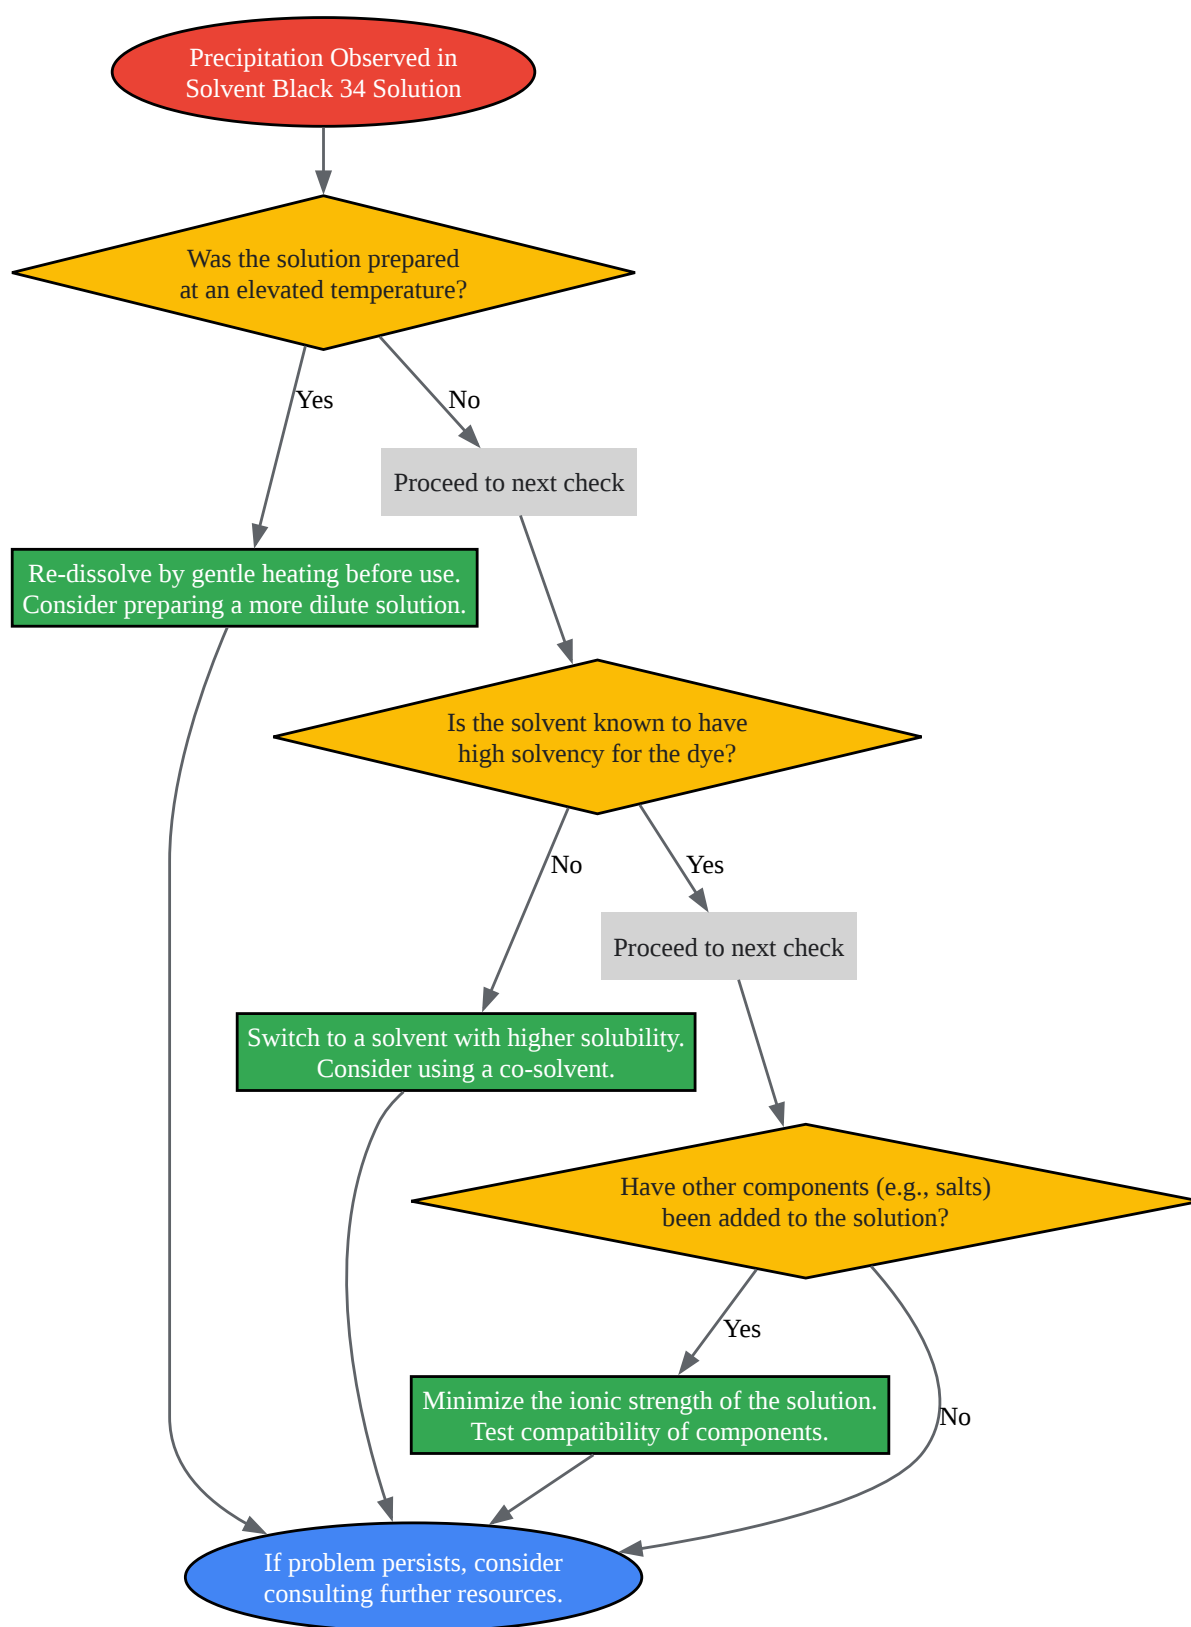 Precipitation Observed in
Solvent Black 34 Solution
Was the solution prepared
at an elevated temperature?
Yes
No
Proceed to next check
Re-dissolve by gentle heating before use.
Consider preparing a more dilute solution.
Is the solvent known to have
high solvency for the dye?
No
Yes
Proceed to next check
Switch to a solvent with higher solubility.
Consider using a co-solvent.
Have other components (e.g., salts)
been added to the solution?
Yes
Minimize the ionic strength of the solution.
Test compatibility of components.
No
If problem persists, consider
consulting further resources.